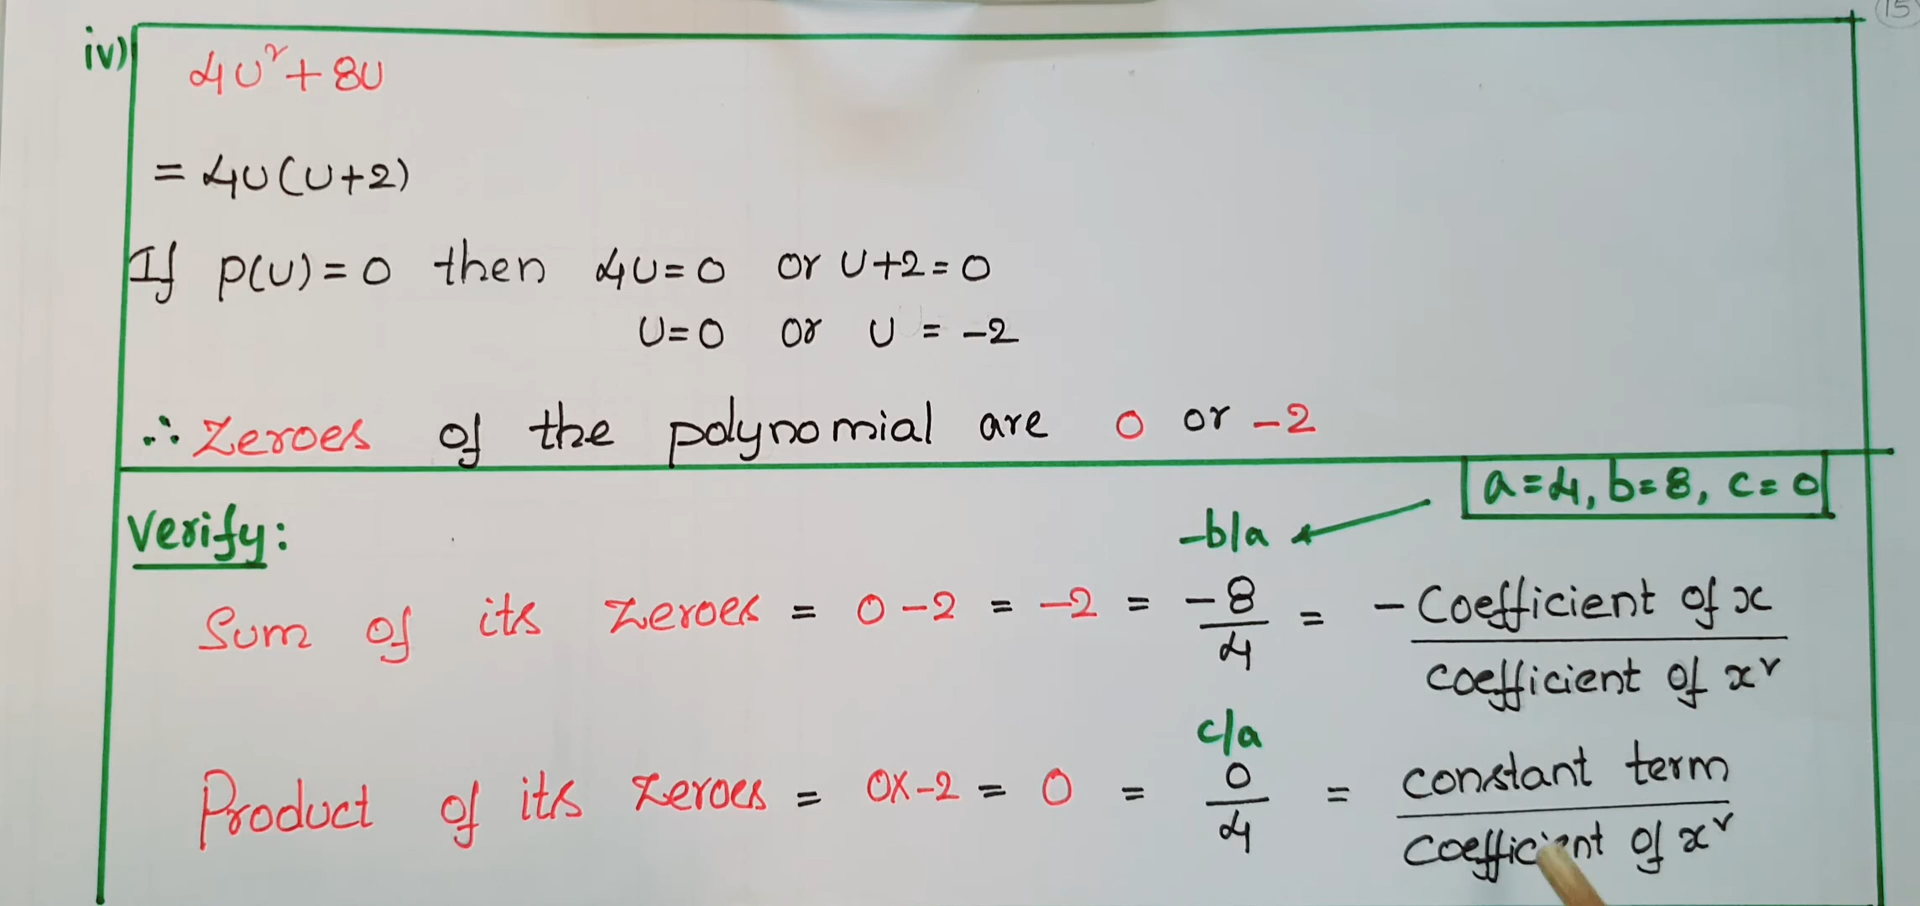 15
iv) 4U² + 8U
= 4U(U+2)
If P(U) = 0 then 4U = 0 or U+2 = 0
U = 0 or U = -2
∴ Zeroes of the polynomial are 0 or -2
a = 4, b = 8, c = 0
Verify:
-b/a
Sum of its zeroes = 0 - 2 = -2 = -8/4 = -Coefficient of x / coefficient of x²
c/a
Product of its zeroes = 0x-2 = 0 = 0/4 = constant term / coefficient of x²